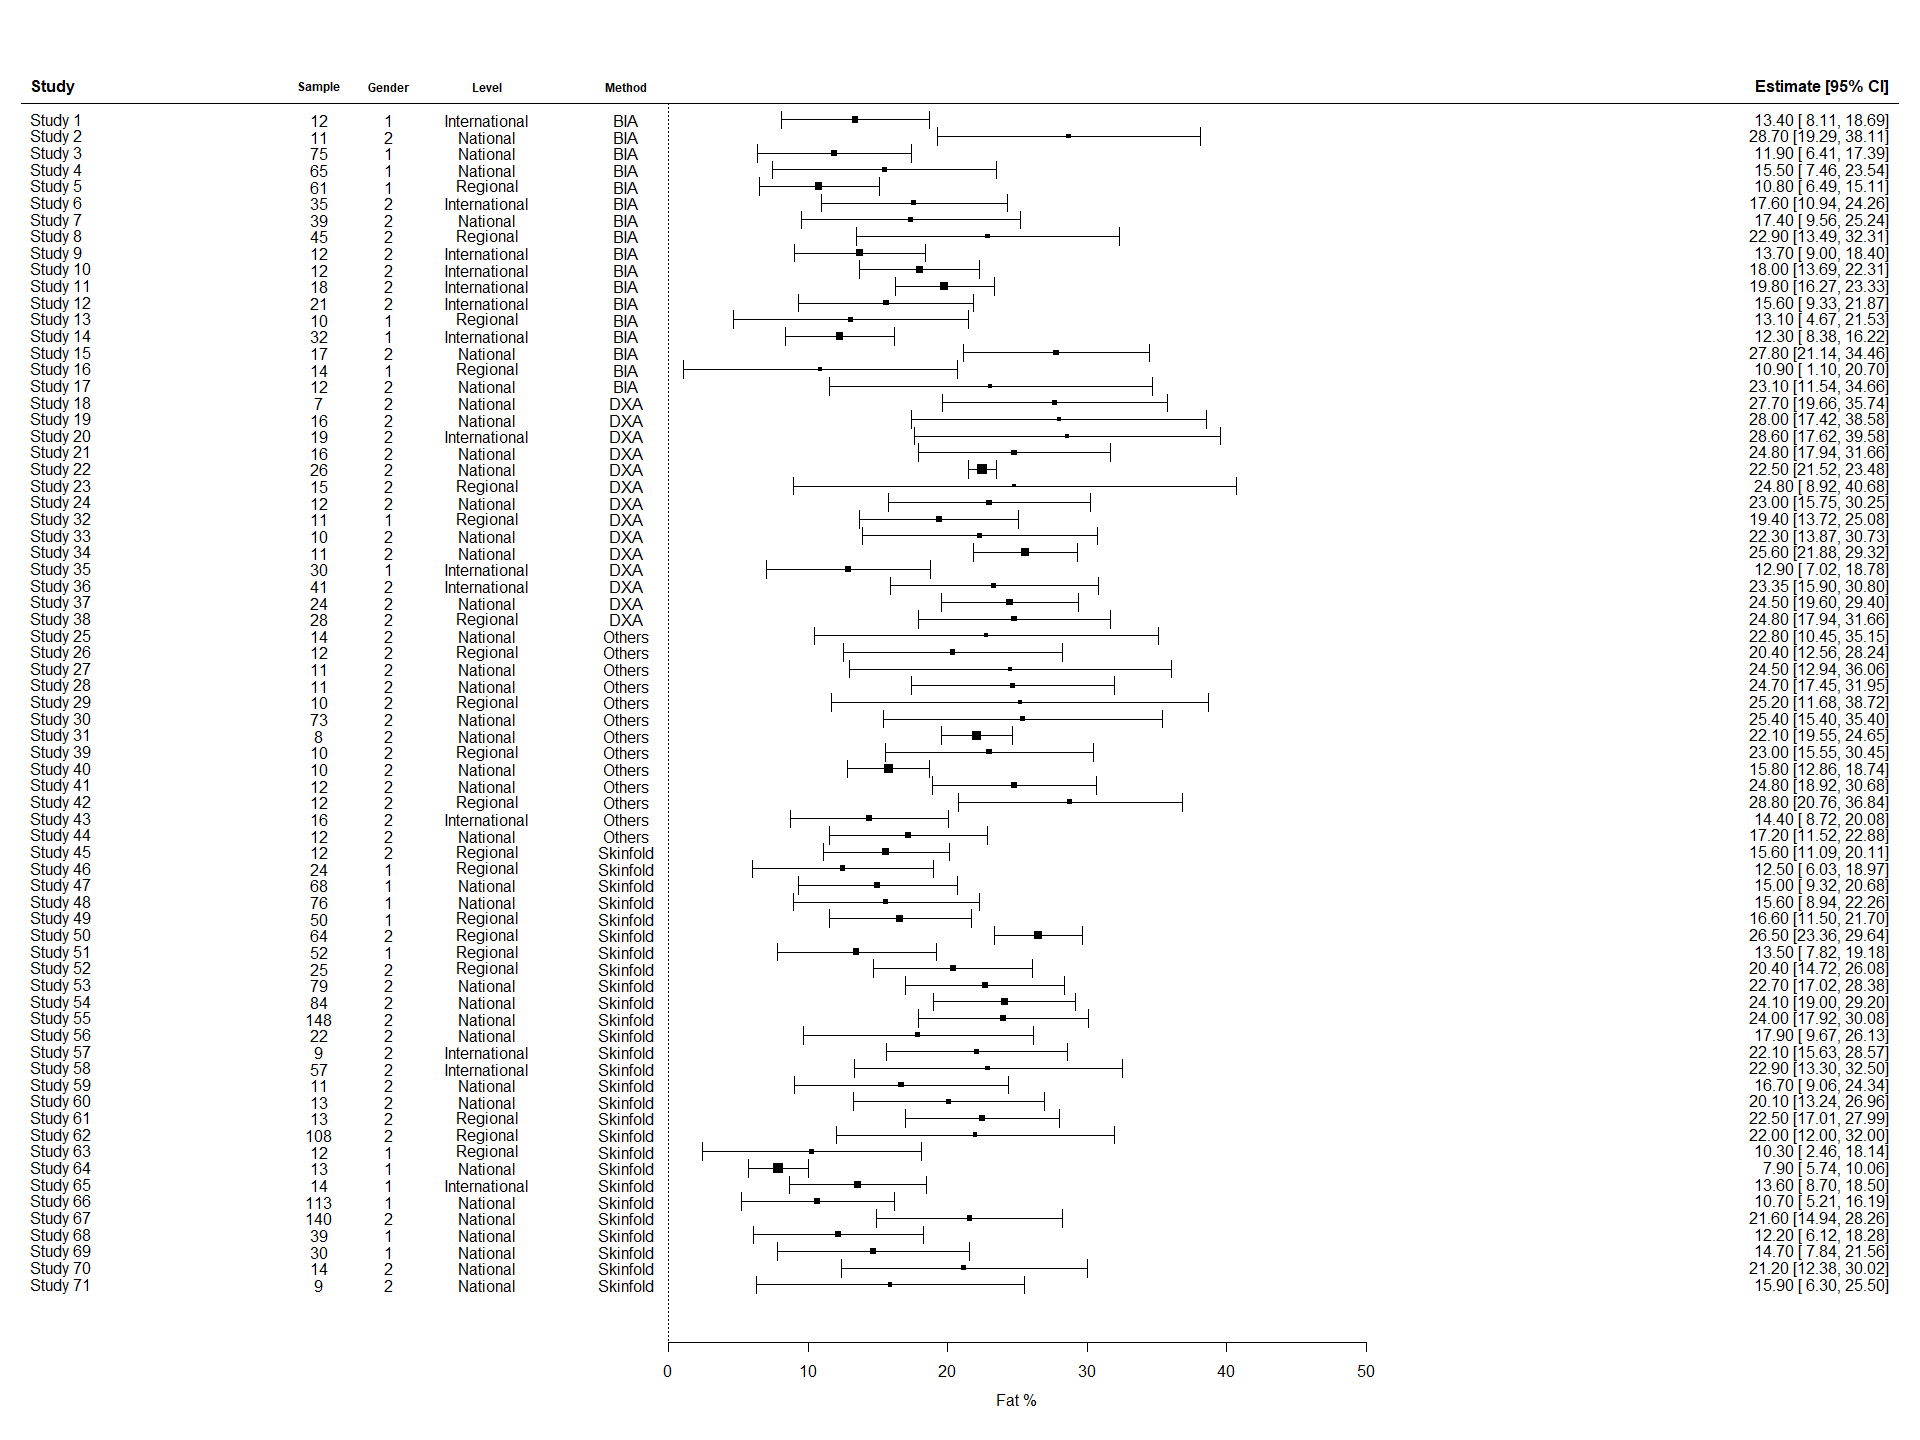 Study Sample Gender Level Method Estimate [95% CI]
Study 1 12 1 International BIA 13.40 [ 8.11, 18.69]
Study 2 11 2 National BIA 28.70 [19.29, 38.11]
Study 3 75 1 National BIA 11.90 [ 6.41, 17.39]
Study 4 65 1 National BIA 15.50 [ 7.46, 23.54]
Study 5 61 1 Regional BIA 10.80 [ 6.49, 15.11]
Study 6 35 2 International BIA 17.60 [10.94, 24.26]
Study 7 39 2 National BIA 17.40 [ 9.56, 25.24]
Study 8 45 2 Regional BIA 22.90 [13.49, 32.31]
Study 9 12 2 International BIA 13.70 [ 9.00, 18.40]
Study 10 12 2 International BIA 18.00 [13.69, 22.31]
Study 11 18 2 International BIA 19.80 [16.27, 23.33]
Study 12 21 2 International BIA 15.60 [ 9.33, 21.87]
Study 13 10 1 Regional BIA 13.10 [ 4.67, 21.53]
Study 14 32 1 International BIA 12.30 [ 8.38, 16.22]
Study 15 17 2 National BIA 27.80 [21.14, 34.46]
Study 16 14 1 Regional BIA 10.90 [ 1.10, 20.70]
Study 17 12 2 National BIA 23.10 [11.54, 34.66]
Study 18 7 2 National DXA 27.70 [19.66, 35.74]
Study 19 16 2 National DXA 28.00 [17.42, 38.58]
Study 20 19 2 International DXA 28.60 [17.62, 39.58]
Study 21 16 2 National DXA 24.80 [17.94, 31.66]
Study 22 26 2 National DXA 22.50 [21.52, 23.48]
Study 23 15 2 Regional DXA 24.80 [ 8.92, 40.68]
Study 24 12 2 National DXA 23.00 [15.75, 30.25]
Study 32 11 1 Regional DXA 19.40 [13.72, 25.08]
Study 33 10 2 National DXA 22.30 [13.87, 30.73]
Study 34 11 2 National DXA 25.60 [21.88, 29.32]
Study 35 30 1 International DXA 12.90 [ 7.02, 18.78]
Study 36 41 2 International DXA 23.35 [15.90, 30.80]
Study 37 24 2 National DXA 24.50 [19.60, 29.40]
Study 38 28 2 Regional DXA 24.80 [17.94, 31.66]
Study 25 14 2 National Others 22.80 [10.45, 35.15]
Study 26 12 2 Regional Others 20.40 [12.56, 28.24]
Study 27 11 2 National Others 24.50 [12.94, 36.06]
Study 28 11 2 National Others 24.70 [17.45, 31.95]
Study 29 10 2 Regional Others 25.20 [11.68, 38.72]
Study 30 73 2 National Others 25.40 [15.40, 35.40]
Study 31 8 2 National Others 22.10 [19.55, 24.65]
Study 39 10 2 Regional Others 23.00 [15.55, 30.45]
Study 40 10 2 National Others 15.80 [12.86, 18.74]
Study 41 12 2 National Others 24.80 [18.92, 30.68]
Study 42 12 2 Regional Others 28.80 [20.76, 36.84]
Study 43 16 2 International Others 14.40 [ 8.72, 20.08]
Study 44 12 2 National Others 17.20 [11.52, 22.88]
Study 45 12 2 Regional Skinfold 15.60 [11.09, 20.11]
Study 46 24 1 Regional Skinfold 12.50 [ 6.03, 18.97]
Study 47 68 1 National Skinfold 15.00 [ 9.32, 20.68]
Study 48 76 1 National Skinfold 15.60 [ 8.94, 22.26]
Study 49 50 1 Regional Skinfold 16.60 [11.50, 21.70]
Study 50 64 2 Regional Skinfold 26.50 [23.36, 29.64]
Study 51 52 1 Regional Skinfold 13.50 [ 7.82, 19.18]
Study 52 25 2 Regional Skinfold 20.40 [14.72, 26.08]
Study 53 79 2 National Skinfold 22.70 [17.02, 28.38]
Study 54 84 2 National Skinfold 24.10 [19.00, 29.20]
Study 55 148 2 National Skinfold 24.00 [17.92, 30.08]
Study 56 22 2 National Skinfold 17.90 [ 9.67, 26.13]
Study 57 9 2 International Skinfold 22.10 [15.63, 28.57]
Study 58 57 2 International Skinfold 22.90 [13.30, 32.50]
Study 59 11 2 National Skinfold 16.70 [ 9.06, 24.34]
Study 60 13 2 National Skinfold 20.10 [13.24, 26.96]
Study 61 13 2 Regional Skinfold 22.50 [17.01, 27.99]
Study 62 108 2 Regional Skinfold 22.00 [12.00, 32.00]
Study 63 12 1 Regional Skinfold 10.30 [ 2.46, 18.14]
Study 64 13 1 National Skinfold 7.90 [ 5.74, 10.06]
Study 65 14 1 International Skinfold 13.60 [ 8.70, 18.50]
Study 66 113 1 National Skinfold 10.70 [ 5.21, 16.19]
Study 67 140 2 National Skinfold 21.60 [14.94, 28.26]
Study 68 39 1 National Skinfold 12.20 [ 6.12, 18.28]
Study 69 30 1 National Skinfold 14.70 [ 7.84, 21.56]
Study 70 14 2 National Skinfold 21.20 [12.38, 30.02]
Study 71 9 2 National Skinfold 15.90 [ 6.30, 25.50]
0 10 20 30 40 50
Fat %